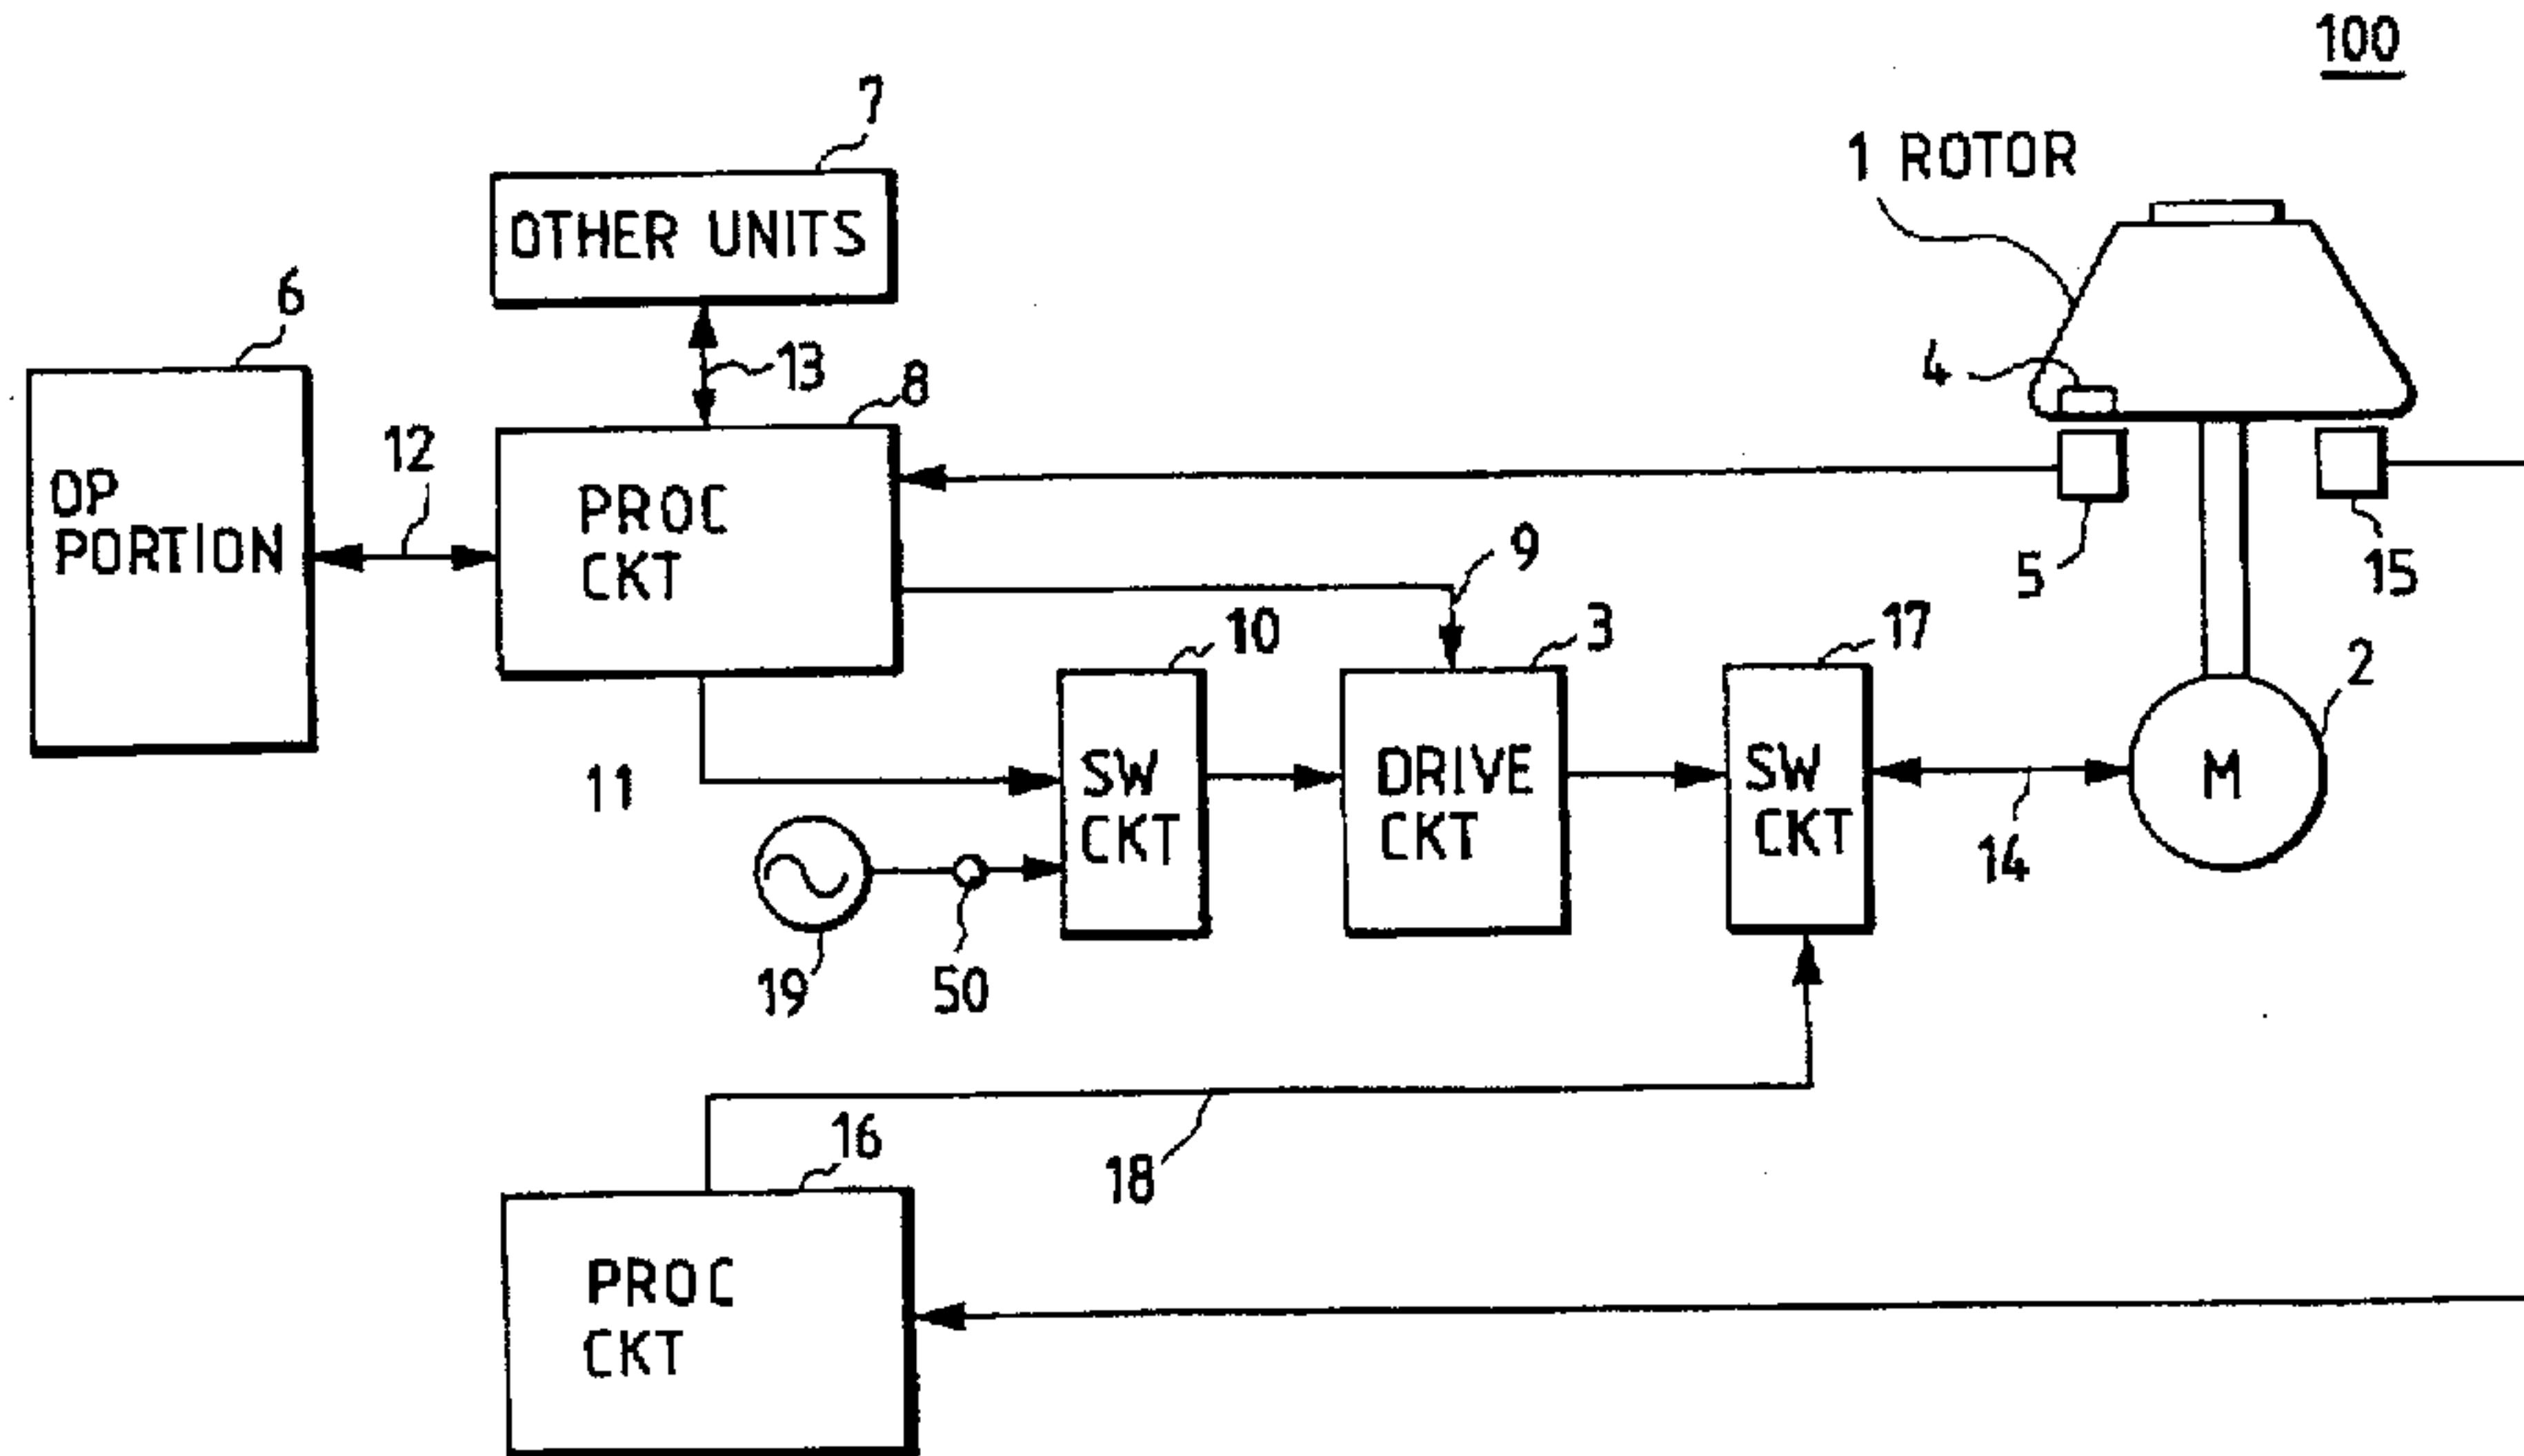 100
7
1 ROTOR
OTHER UNITS
6
13
8
4
12
OP
PORTION
PROC
CKT
9
5
15
10
3
17
2
11
SW
CKT
DRIVE
CKT
SW
CKT
M
14
19
50
16
18
PROC
CKT